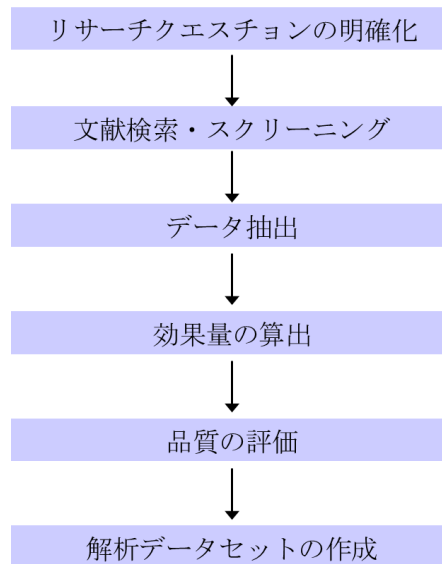 リサーチクエスチョンの明確化
文献検索・スクリーニング
データ抽出
効果量の算出
品質の評価
解析データセットの作成